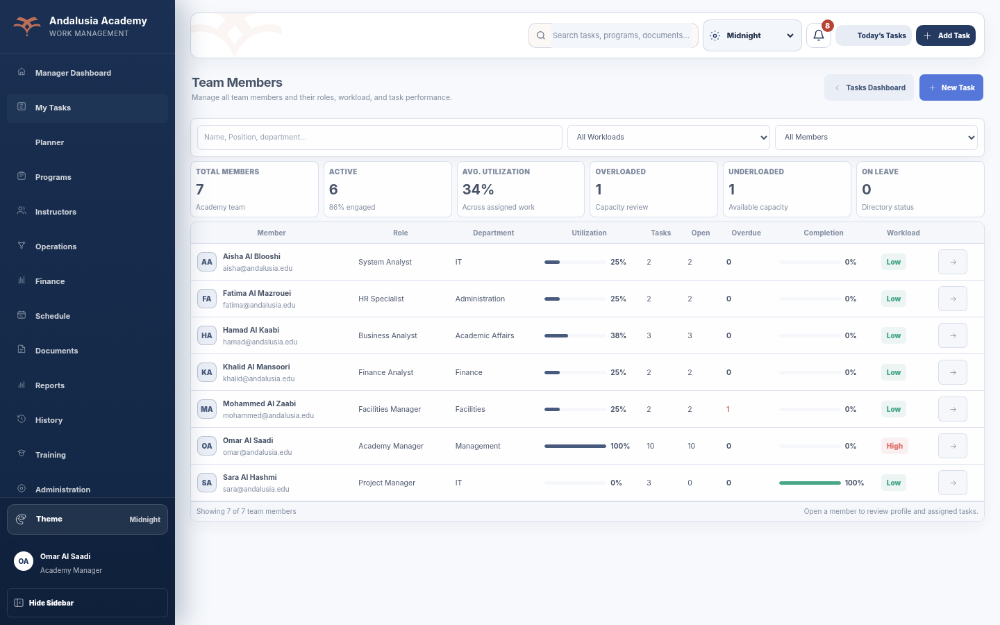 Andalusia Academy
WORK MANAGEMENT
Manager Dashboard
My Tasks
Planner
Programs
Instructors
Operations
Finance
Schedule
Documents
Reports
History
Training
Administration
Theme Midnight
OA Omar Al Saadi
Academy Manager
Hide Sidebar
Search tasks, programs, documents...
Midnight
8
Today's Tasks
Add Task
Team Members
Manage all team members and their roles, workload, and task performance.
Tasks Dashboard
New Task
Name, Position, department...
All Workloads
All Members
TOTAL MEMBERS
7
Academy team
ACTIVE
6
86% engaged
AVG. UTILIZATION
34%
Across assigned work
OVERLOADED
1
Capacity review
UNDERLOADED
1
Available capacity
ON LEAVE
0
Directory status
Member Role Department Utilization Tasks Open Overdue Completion Workload
AA Aisha Al Blooshi System Analyst IT 25% 2 2 0 0% Low
aisha@andalusia.edu
FA Fatima Al Mazrouei HR Specialist Administration 25% 2 2 0 0% Low
fatima@andalusia.edu
HA Hamad Al Kaabi Business Analyst Academic Affairs 38% 3 3 0 0% Low
hamad@andalusia.edu
KA Khalid Al Mansoori Finance Analyst Finance 25% 2 2 0 0% Low
khalid@andalusia.edu
MA Mohammed Al Zaabi Facilities Manager Facilities 25% 2 2 1 0% Low
mohammed@andalusia.edu
OA Omar Al Saadi Academy Manager Management 100% 10 10 0 0% High
omar@andalusia.edu
SA Sara Al Hashmi Project Manager IT 0% 3 0 0 100% Low
sara@andalusia.edu
Showing 7 of 7 team members
Open a member to review profile and assigned tasks.